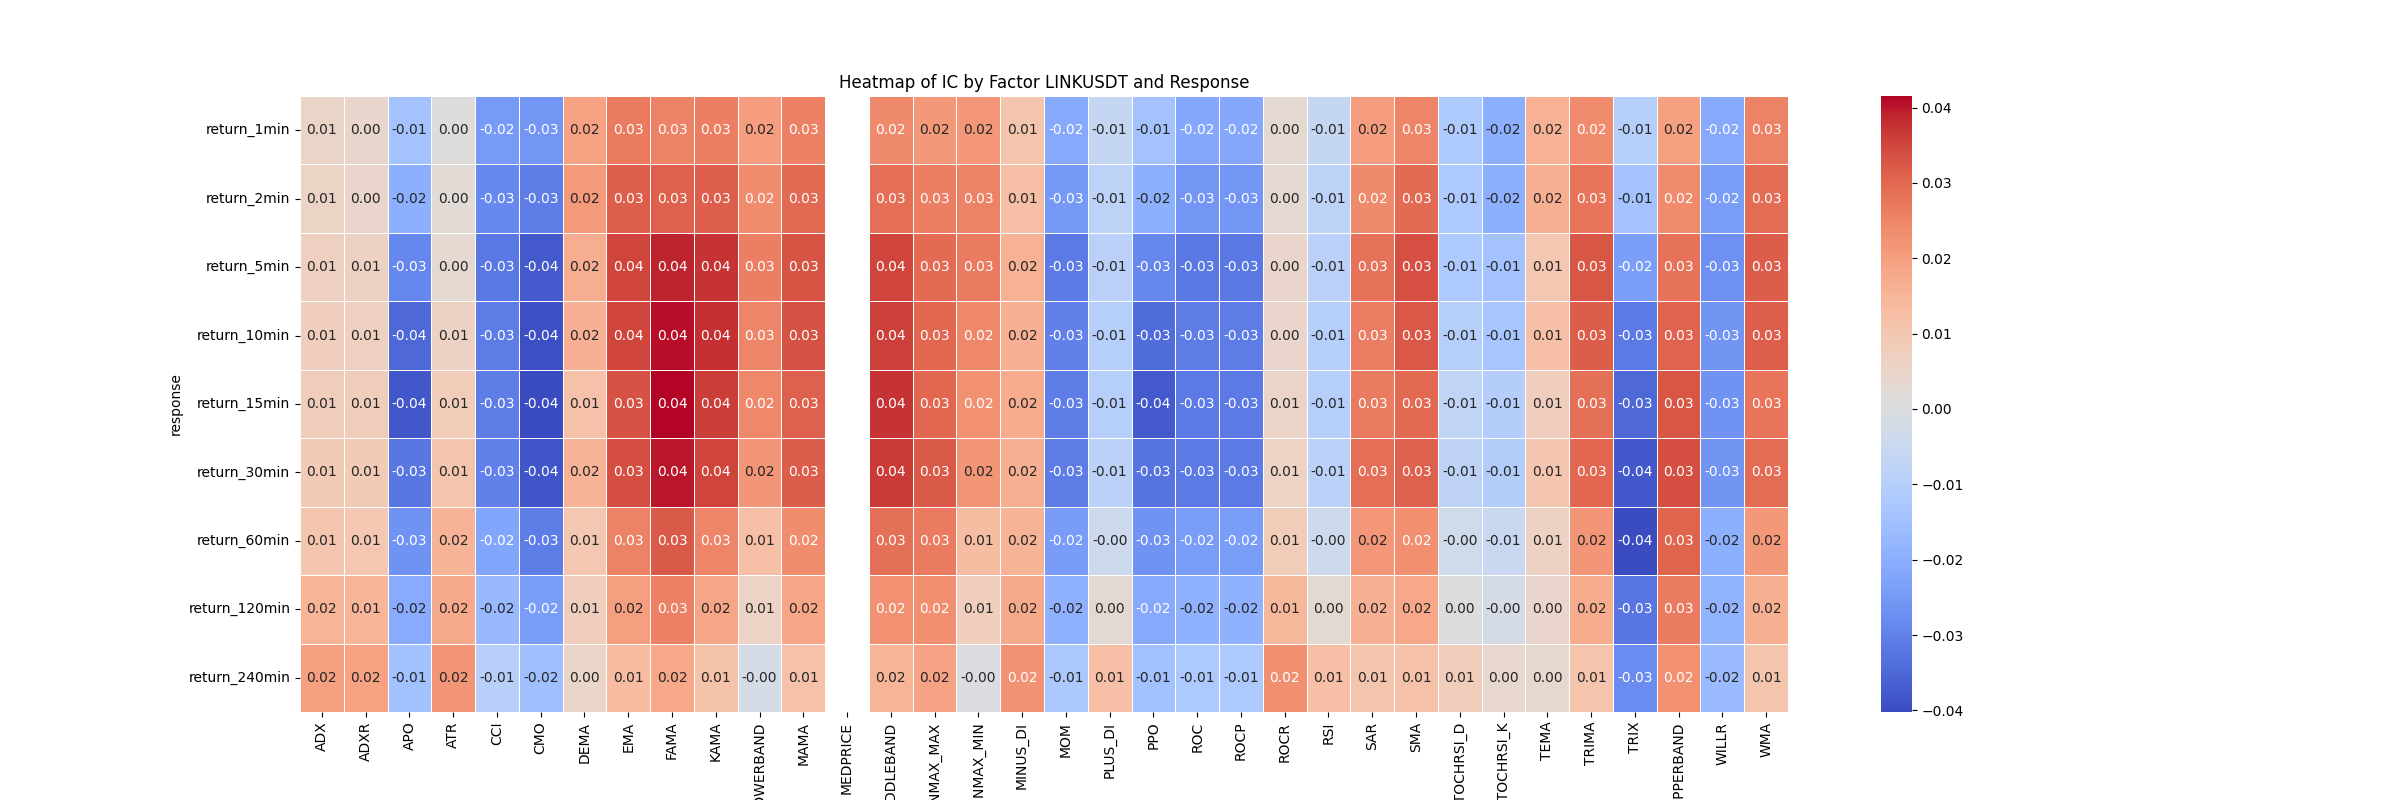 Heatmap of IC by Factor LINKUSDT and Response
response
return_1min 0.01 0.00 -0.01 0.00 -0.02 -0.03 0.02 0.03 0.03 0.03 0.02 0.03 0.02 0.02 0.02 0.01 -0.02 -0.01 -0.01 -0.02 -0.02 0.00 -0.01 0.02 0.03 -0.01 -0.02 0.02 0.02 -0.01 0.02 -0.02 0.03
return_2min 0.01 0.00 -0.02 0.00 -0.03 -0.03 0.02 0.03 0.03 0.03 0.02 0.03 0.03 0.03 0.03 0.01 -0.03 -0.01 -0.02 -0.03 -0.03 0.00 -0.01 0.02 0.03 -0.01 -0.02 0.02 0.03 -0.01 0.02 -0.02 0.03
return_5min 0.01 0.01 -0.03 0.00 -0.03 -0.04 0.02 0.04 0.04 0.04 0.03 0.03 0.04 0.03 0.03 0.02 -0.03 -0.01 -0.03 -0.03 -0.03 0.00 -0.01 0.03 0.03 -0.01 -0.01 0.01 0.03 -0.02 0.03 -0.03 0.03
return_10min 0.01 0.01 -0.04 0.01 -0.03 -0.04 0.02 0.04 0.04 0.04 0.03 0.03 0.04 0.03 0.02 0.02 -0.03 -0.01 -0.03 -0.03 -0.03 0.00 -0.01 0.03 0.03 -0.01 -0.01 0.01 0.03 -0.03 0.03 -0.03 0.03
return_15min 0.01 0.01 -0.04 0.01 -0.03 -0.04 0.01 0.03 0.04 0.04 0.02 0.03 0.04 0.03 0.02 0.02 -0.03 -0.01 -0.04 -0.03 -0.03 0.01 -0.01 0.03 0.03 -0.01 -0.01 0.01 0.03 -0.03 0.03 -0.03 0.03
return_30min 0.01 0.01 -0.03 0.01 -0.03 -0.04 0.02 0.03 0.04 0.04 0.02 0.03 0.04 0.03 0.02 0.02 -0.03 -0.01 -0.03 -0.03 -0.03 0.01 -0.01 0.03 0.03 -0.01 -0.01 0.01 0.03 -0.04 0.03 -0.03 0.03
return_60min 0.01 0.01 -0.03 0.02 -0.02 -0.03 0.01 0.03 0.03 0.03 0.01 0.02 0.03 0.03 0.01 0.02 -0.02 -0.00 -0.03 -0.02 -0.02 0.01 -0.00 0.02 0.02 -0.00 -0.01 0.01 0.02 -0.04 0.03 -0.02 0.02
return_120min 0.02 0.01 -0.02 0.02 -0.02 -0.02 0.01 0.02 0.03 0.02 0.01 0.02 0.02 0.02 0.01 0.02 -0.02 0.00 -0.02 -0.02 -0.02 0.01 0.00 0.02 0.02 0.00 -0.00 0.00 0.02 -0.03 0.03 -0.02 0.02
return_240min 0.02 0.02 -0.01 0.02 -0.01 -0.02 0.00 0.01 0.02 0.01 -0.00 0.01 0.02 0.02 -0.00 0.02 -0.01 0.01 -0.01 -0.01 -0.01 0.02 0.01 0.01 0.01 0.01 0.00 0.00 0.01 -0.03 0.02 -0.02 0.01
ADX ADXR APO ATR CCI CMO DEMA EMA FAMA KAMA OWERBAND MAMA MEDPRICE DDLEBAND NMAX_MAX NMAX_MIN MINUS_DI MOM PLUS_DI PPO ROC ROCP ROCR RSI SAR SMA TOCHRSI_D TOCHRSI_K TEMA TRIMA TRIX PPERBAND WILLR WMA
0.04
0.03
0.02
0.01
0.00
−0.01
−0.02
−0.03
−0.04